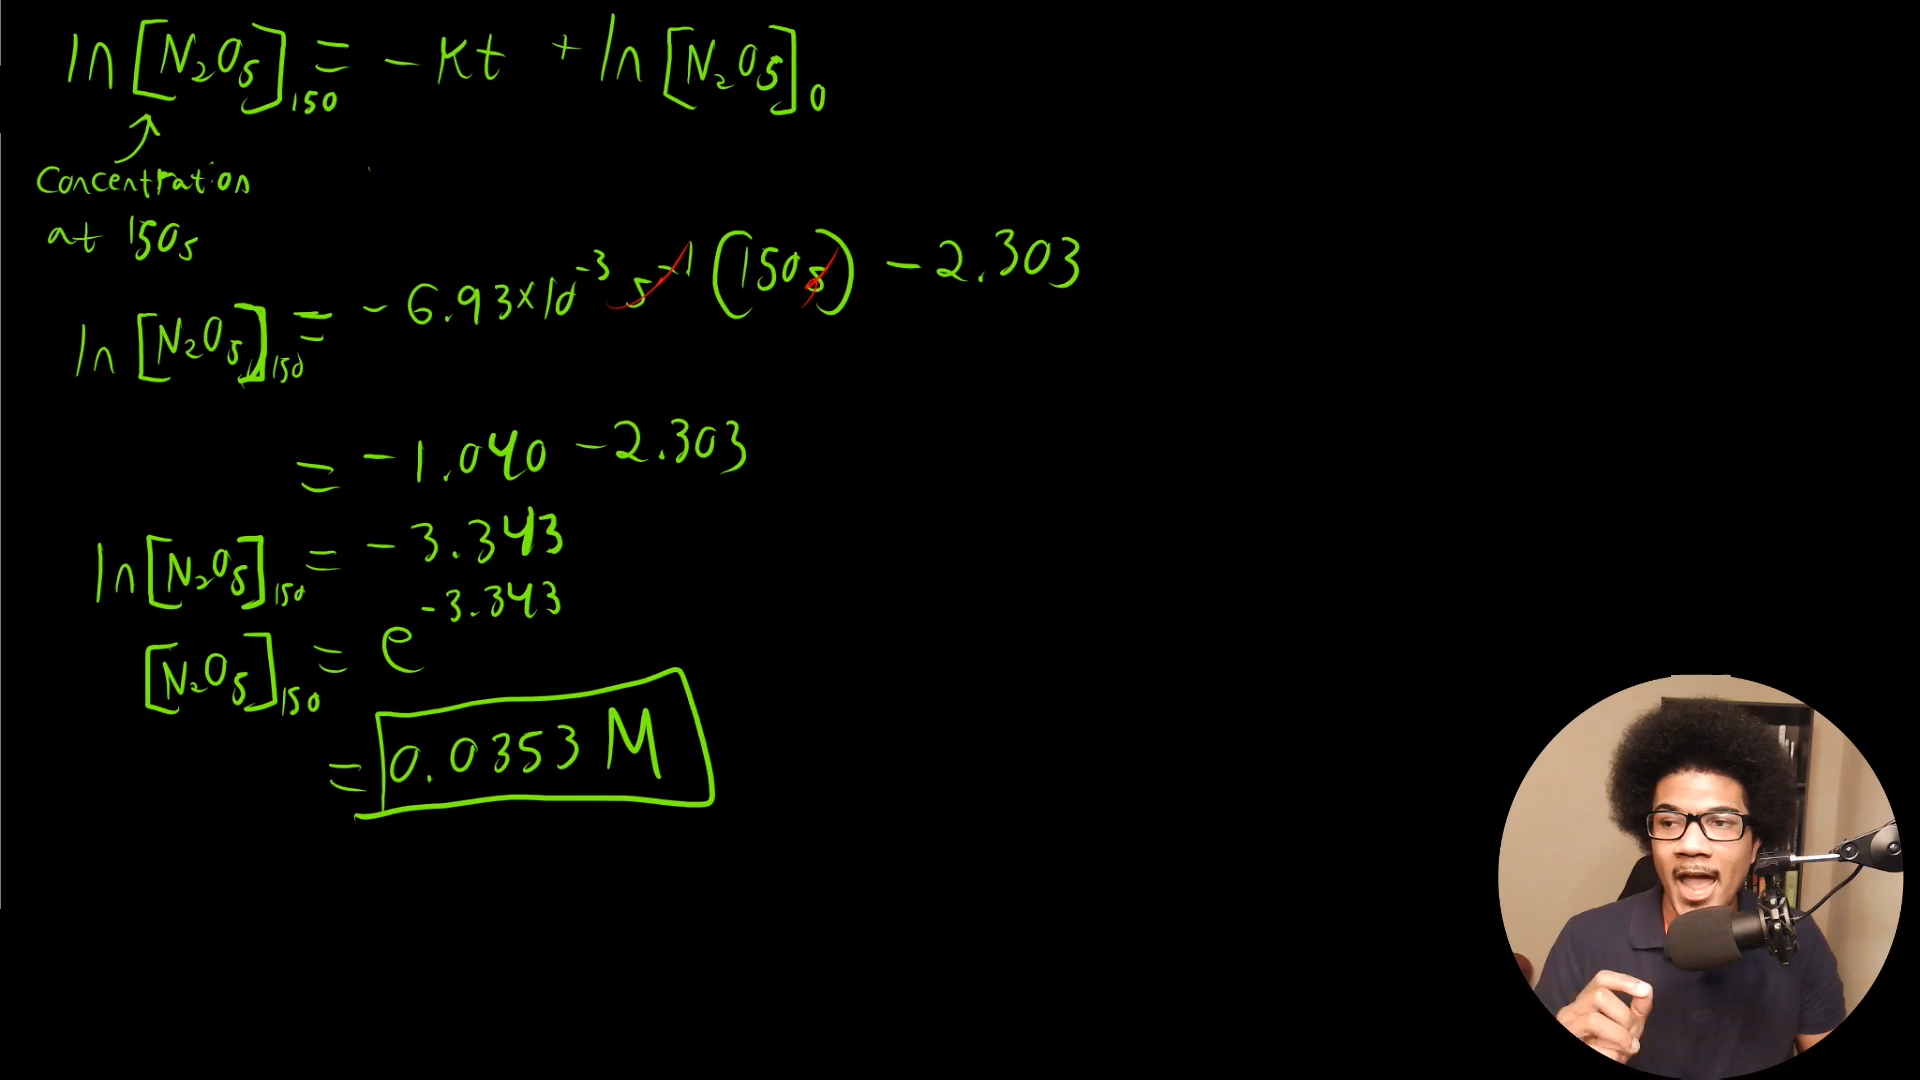 ln[N₂O₅]₁₅₀ = -Kt + ln[N₂O₅]₀
Concentration
at 150s
ln[N₂O₅]₁₅₀ = -6.93×10⁻³ s⁻¹ (150s) - 2.303
= -1.040 - 2.303
ln[N₂O₅]₁₅₀ = -3.343
[N₂O₅]₁₅₀ = e⁻³·³⁴³
= 0.0353 M